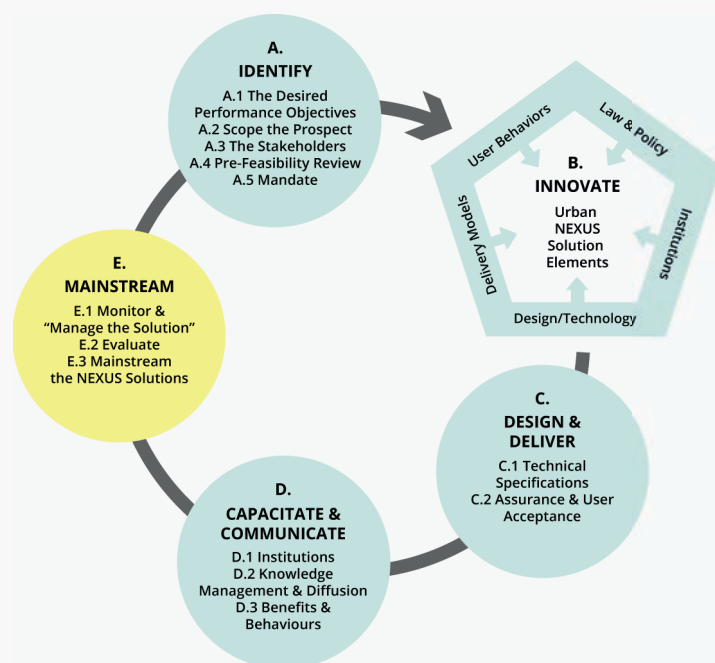 A.
IDENTIFY
A.1 The Desired
Performance Objectives
A.2 Scope the Prospect
A.3 The Stakeholders
A.4 Pre-Feasibility Review
A.5 Mandate
User Behaviors
Law & Policy
Delivery Models
Institutions
Design/Technology
B.
INNOVATE
Urban
NEXUS
Solution
Elements
C.
DESIGN &
DELIVER
C.1 Technical
Specifications
C.2 Assurance & User
Acceptance
D.
CAPACITATE &
COMMUNICATE
D.1 Institutions
D.2 Knowledge
Management & Diffusion
D.3 Benefits &
Behaviours
E.
MAINSTREAM
E.1 Monitor &
“Manage the Solution”
E.2 Evaluate
E.3 Mainstream
the NEXUS Solutions